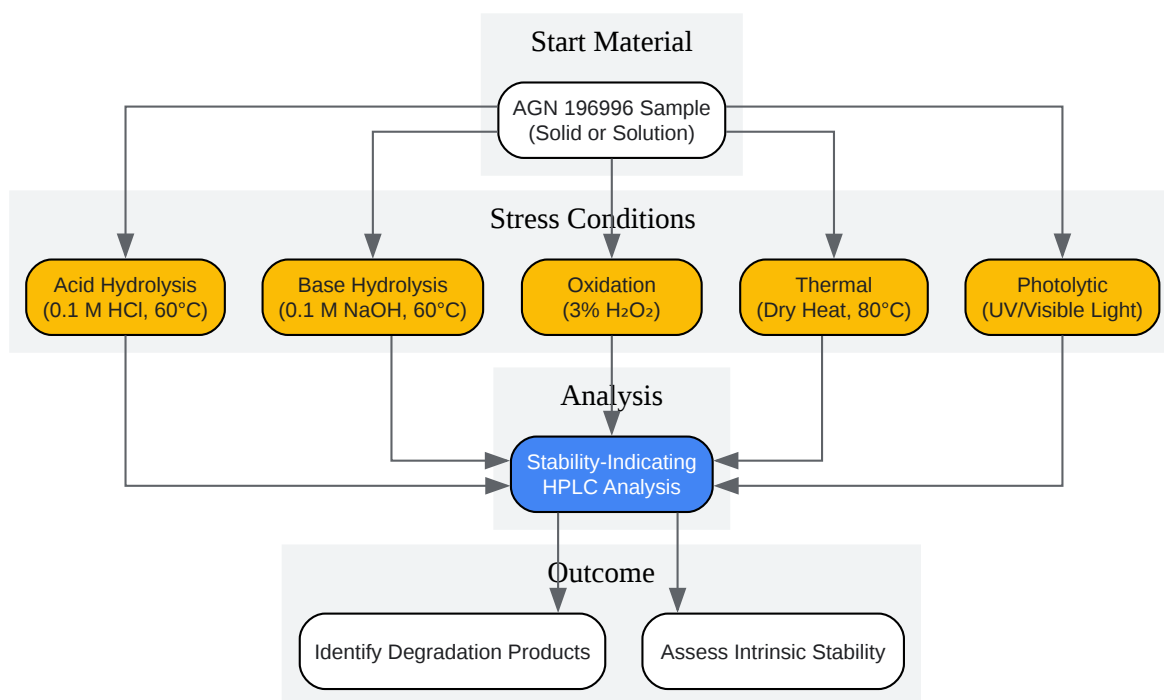 Start Material
AGN 196996 Sample
(Solid or Solution)
Stress Conditions
Acid Hydrolysis
(0.1 M HCl, 60°C)
Base Hydrolysis
(0.1 M NaOH, 60°C)
Oxidation
(3% H₂O₂)
Thermal
(Dry Heat, 80°C)
Photolytic
(UV/Visible Light)
Analysis
Stability-Indicating
HPLC Analysis
Outcome
Identify Degradation Products
Assess Intrinsic Stability